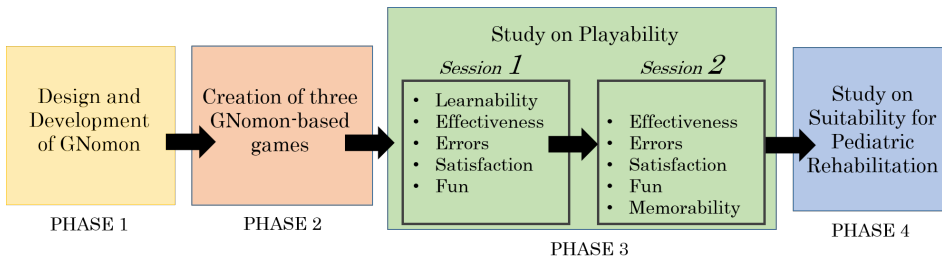 Design and
Development
of GNomon
PHASE 1
Creation of three
GNomon-based
games
PHASE 2
Study on Playability
Session 1
• Learnability
• Effectiveness
• Errors
• Satisfaction
• Fun
Session 2
• Effectiveness
• Errors
• Satisfaction
• Fun
• Memorability
PHASE 3
Study on
Suitability for
Pediatric
Rehabilitation
PHASE 4